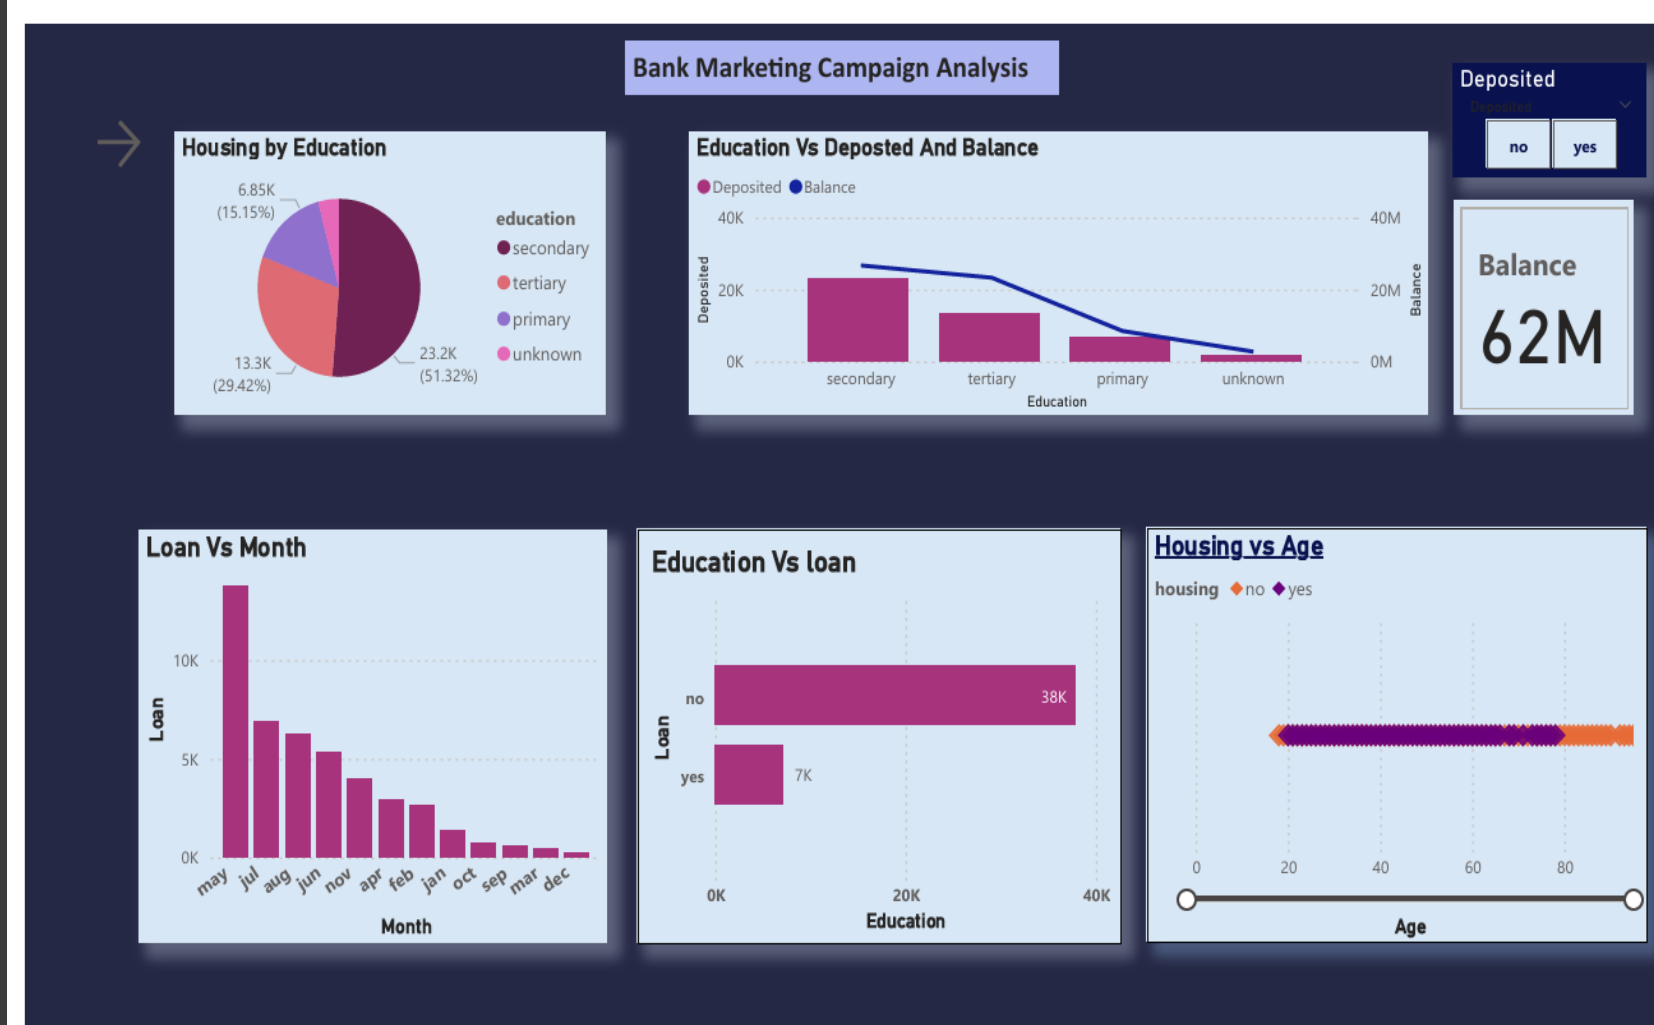 Bank Marketing Campaign Analysis
Deposited
Deposited
no
yes
Housing by Education
6.85K
(15.15%)
13.3K
(29.42%)
23.2K
(51.32%)
education
secondary
tertiary
primary
unknown
Education Vs Deposted And Balance
Deposited Balance
40K
20K
0K
Deposited
40M
20M
0M
Balance
secondary tertiary primary unknown
Education
Balance
62M
Loan Vs Month
10K
5K
0K
Loan
may jul aug jun nov apr feb jan oct sep mar dec
Month
Education Vs loan
no
38K
yes
7K
Loan
0K 20K 40K
Education
Housing vs Age
housing no yes
0 20 40 60 80
Age